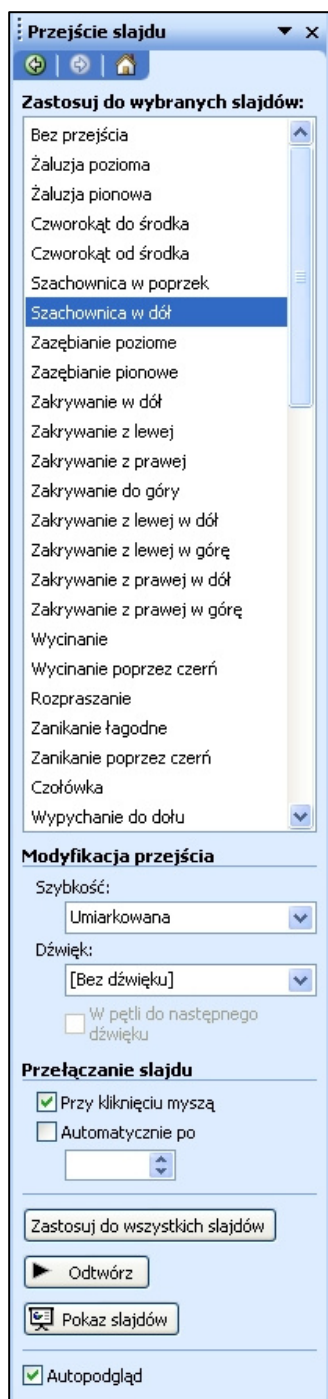 Przejście slajdu
Zastosuj do wybranych slajdów:
Bez przejścia
Żaluzja pozioma
Żaluzja pionowa
Czworokąt do środka
Czworokąt od środka
Szachownica w poprzek
Szachownica w dół
Zazębianie poziome
Zazębianie pionowe
Zakrywanie w dół
Zakrywanie z lewej
Zakrywanie z prawej
Zakrywanie do góry
Zakrywanie z lewej w dół
Zakrywanie z lewej w górę
Zakrywanie z prawej w dół
Zakrywanie z prawej w górę
Wycinanie
Wycinanie poprzez czerń
Rozpraszanie
Zanikanie łagodne
Zanikanie poprzez czerń
Czołówka
Wypychanie do dołu
Modyfikacja przejścia
Szybkość:
Umiarkowana
Dźwięk:
[Bez dźwięku]
W pętli do następnego
dźwięku
Przełączanie slajdu
Przy kliknięciu myszą
Automatycznie po
Zastosuj do wszystkich slajdów
Odtwórz
Pokaz slajdów
Autopodgląd